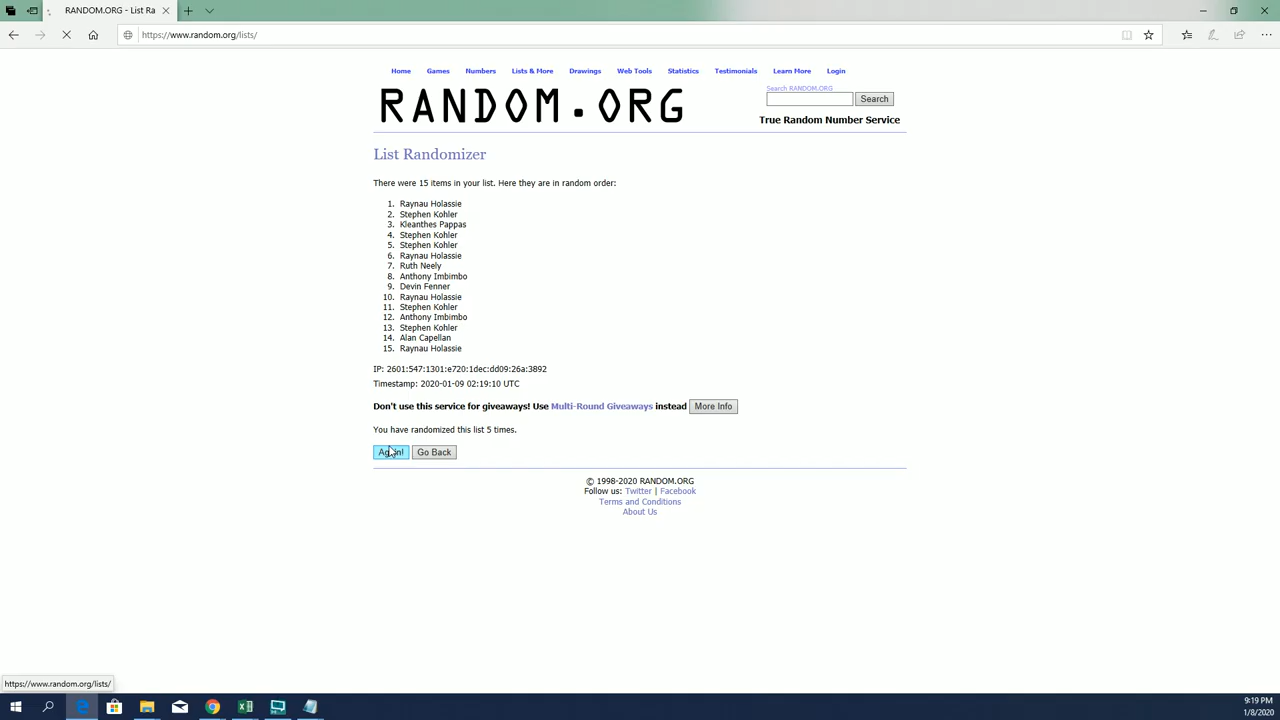 RANDOM.ORG - List Ra
https://www.random.org/lists/
Home Games Numbers Lists & More Drawings Web Tools Statistics Testimonials Learn More Login
RANDOM.ORG
Search RANDOM.ORG
Search
True Random Number Service
List Randomizer
There were 15 items in your list. Here they are in random order:
1. Raynau Holassie
2. Stephen Kohler
3. Kleanthes Pappas
4. Stephen Kohler
5. Stephen Kohler
6. Raynau Holassie
7. Ruth Neely
8. Anthony Imbimbo
9. Devin Fenner
10. Raynau Holassie
11. Stephen Kohler
12. Anthony Imbimbo
13. Stephen Kohler
14. Alan Capellan
15. Raynau Holassie
IP: 2601:547:1301:e720:1dec:dd09:26a:3892
Timestamp: 2020-01-09 02:19:10 UTC
Don't use this service for giveaways! Use Multi-Round Giveaways instead More Info
You have randomized this list 5 times.
Again! Go Back
© 1998-2020 RANDOM.ORG
Follow us: Twitter | Facebook
Terms and Conditions
About Us
https://www.random.org/lists/
9:19 PM
1/8/2020